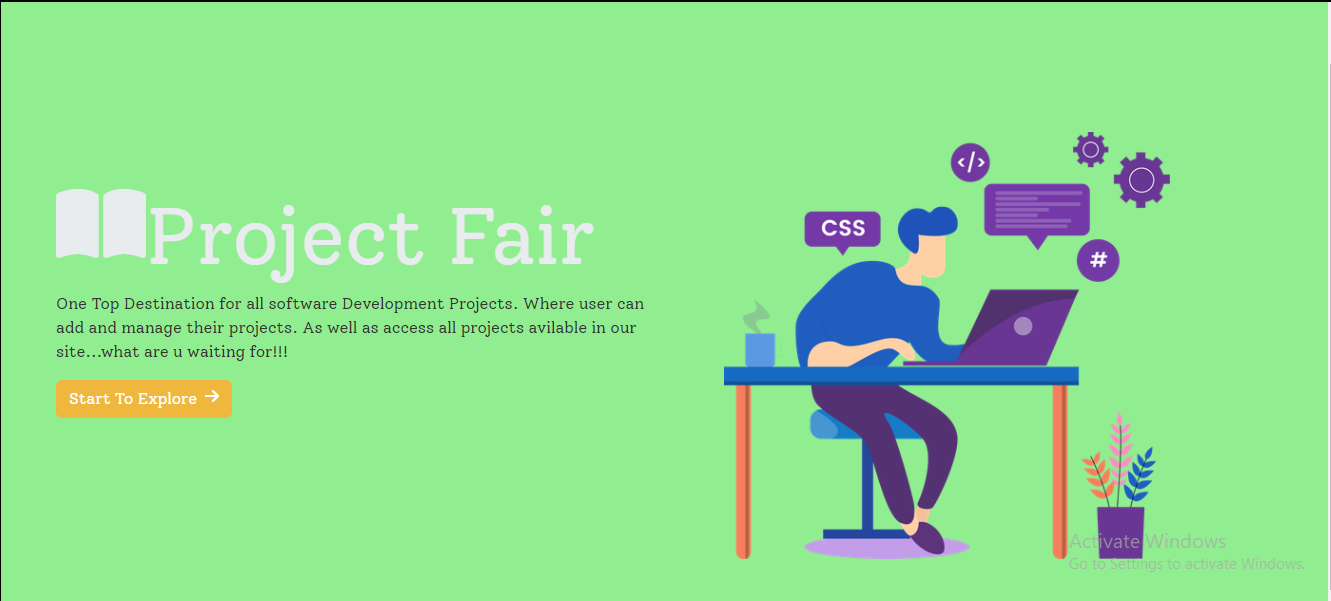 </>
CSS
#
Project Fair
One Top Destination for all software Development Projects. Where user can
add and manage their projects. As well as access all projects avilable in our
site...what are u waiting for!!!
Start To Explore →
Activate Windows
Go to Settings to activate Windows.